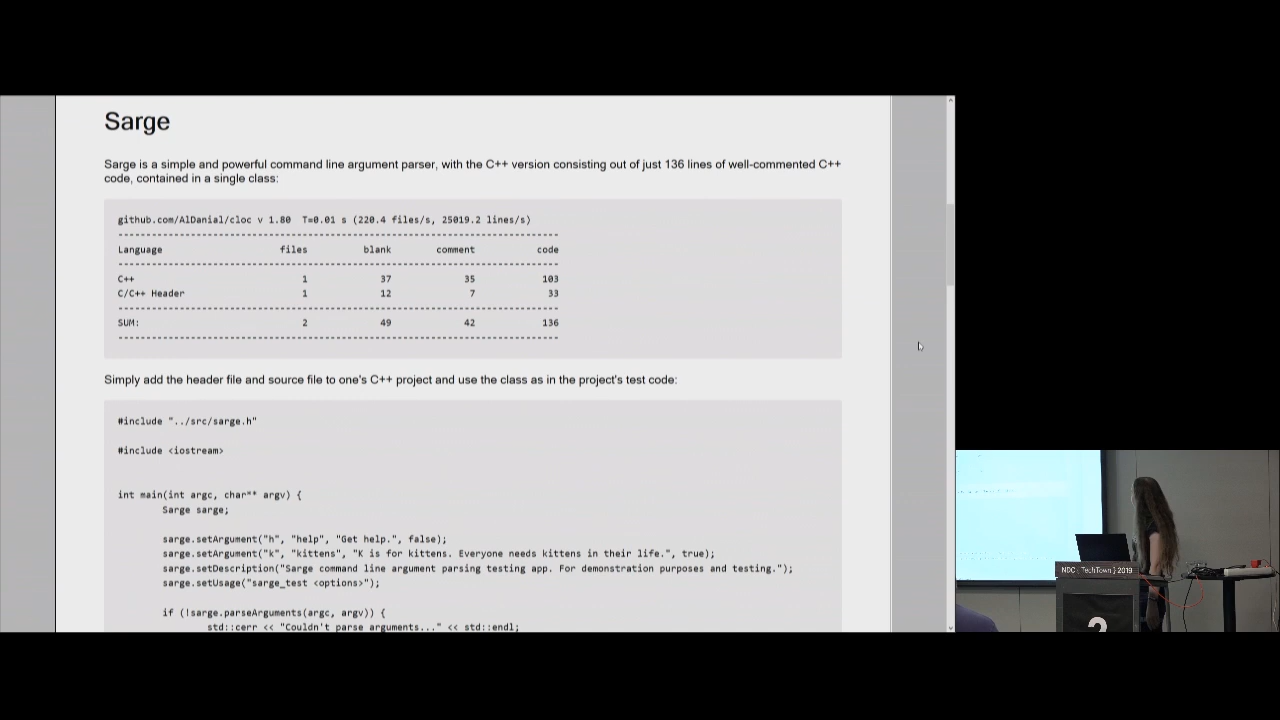 Sarge
Sarge is a simple and powerful command line argument parser, with the C++ version consisting out of just 136 lines of well-commented C++
code, contained in a single class:
github.com/AlDanial/cloc v 1.80  T=0.01 s (220.4 files/s, 25019.2 lines/s)
-------------------------------------------------------------------------------
Language files blank comment code
-------------------------------------------------------------------------------
C++ 1 37 35 103
C/C++ Header 1 12 7 33
-------------------------------------------------------------------------------
SUM: 2 49 42 136
-------------------------------------------------------------------------------
Simply add the header file and source file to one's C++ project and use the class as in the project's test code:
#include "../src/sarge.h"
#include <iostream>
int main(int argc, char** argv) {
Sarge sarge;
sarge.setArgument("h", "help", "Get help.", false);
sarge.setArgument("k", "kittens", "K is for kittens. Everyone needs kittens in their life.", true);
sarge.setDescription("Sarge command line argument parsing testing app. For demonstration purposes and testing.");
sarge.setUsage("sarge_test <options>");
if (!sarge.parseArguments(argc, argv)) {
std::cerr << "Couldn't parse arguments..." << std::endl;
NDC { TechTown } 2019
2